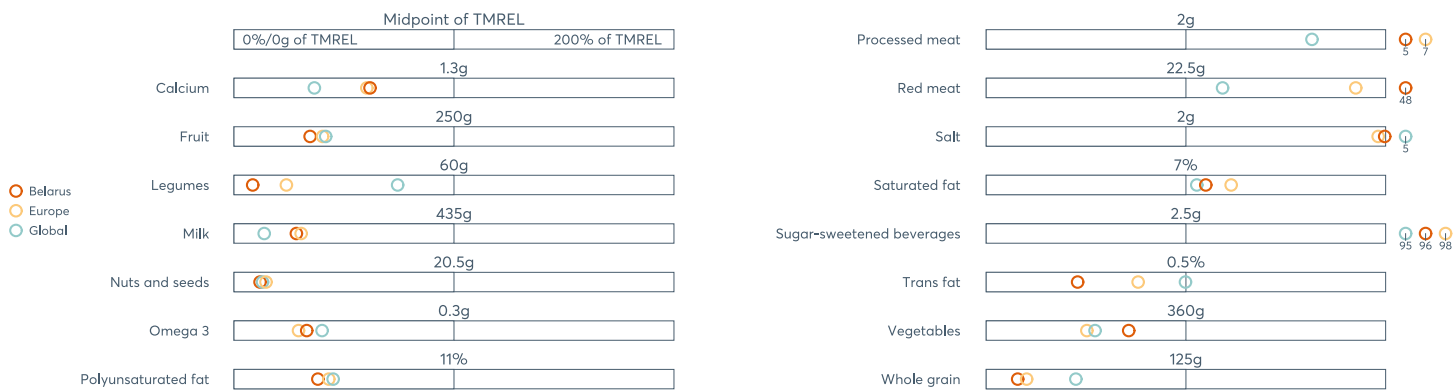 Midpoint of TMREL
0%/0g of TMREL 200% of TMREL
1.3g
Calcium
250g
Fruit
60g
Legumes
435g
Milk
20.5g
Nuts and seeds
0.3g
Omega 3
11%
Polyunsaturated fat
Belarus
Europe
Global
2g
Processed meat
5 7
22.5g
Red meat
48
2g
Salt
5
7%
Saturated fat
2.5g
Sugar-sweetened beverages
95 96 98
0.5%
Trans fat
360g
Vegetables
125g
Whole grain